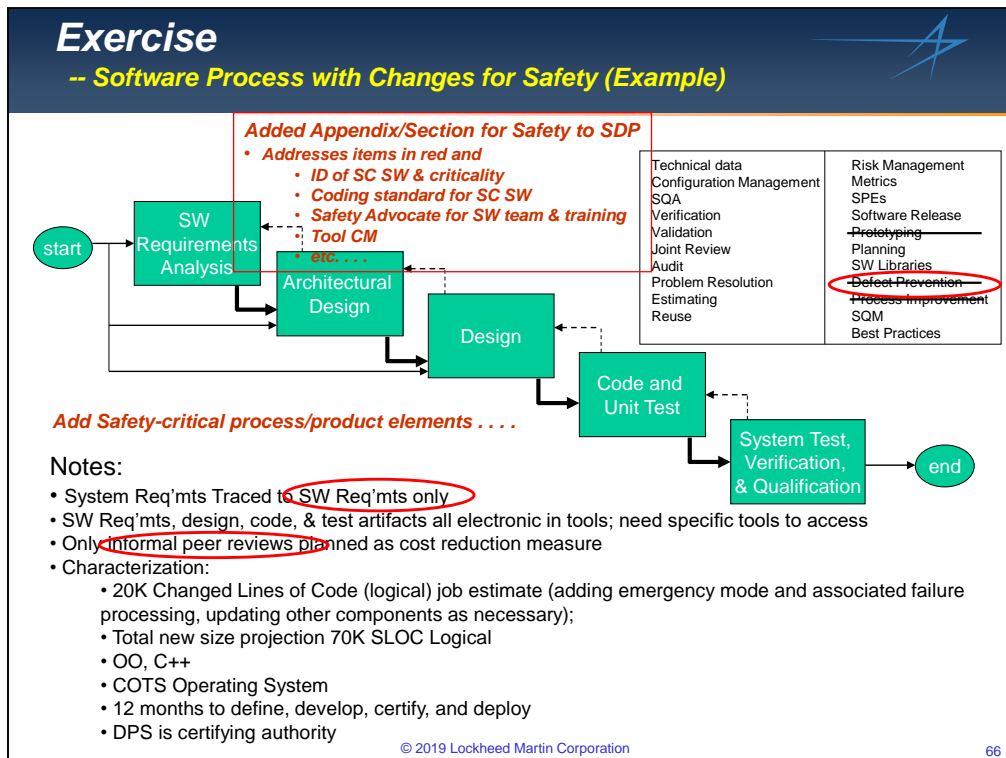 Exercise
-- Software Process with Changes for Safety (Example)
Added Appendix/Section for Safety to SDP
• Addresses items in red and
• ID of SC SW & criticality
• Coding standard for SC SW
• Safety Advocate for SW team & training
• Tool CM
• etc. . . .
Technical data
Configuration Management
SQA
Verification
Validation
Joint Review
Audit
Problem Resolution
Estimating
Reuse
Risk Management
Metrics
SPEs
Software Release
Prototyping
Planning
SW Libraries
Defect Prevention
Process Improvement
SQM
Best Practices
start
SW
Requirements
Analysis
Architectural
Design
Design
Code and
Unit Test
System Test,
Verification,
& Qualification
end
Add Safety-critical process/product elements . . . .
Notes:
• System Req'mts Traced to SW Req'mts only
• SW Req'mts, design, code, & test artifacts all electronic in tools; need specific tools to access
• Only informal peer reviews planned as cost reduction measure
• Characterization:
• 20K Changed Lines of Code (logical) job estimate (adding emergency mode and associated failure
processing, updating other components as necessary);
• Total new size projection 70K SLOC Logical
• OO, C++
• COTS Operating System
• 12 months to define, develop, certify, and deploy
• DPS is certifying authority
© 2019 Lockheed Martin Corporation
66